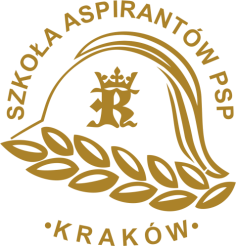 SZKOŁA ASPIRANTÓW PSP
R
•KRAKÓW•